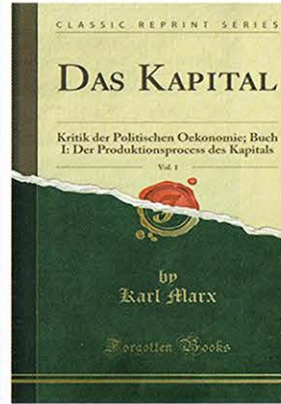 CLASSIC REPRINT SERIES
DAS KAPITAL
Kritik der Politischen Oekonomie; Buch
I: Der Produktionsprocess des Kapitals
Vol. 1
by
Karl Marx
Forgotten Books